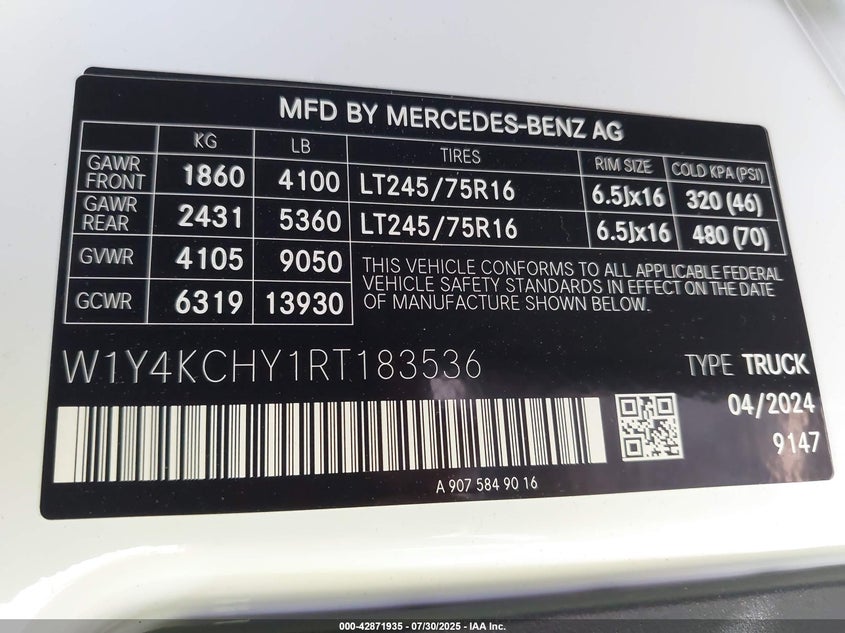 MFD BY MERCEDES-BENZ AG
KG LB TIRES RIM SIZE COLD KPA (PSI)
GAWR FRONT 1860 4100 LT245/75R16 6.5Jx16 320 (46)
GAWR REAR 2431 5360 LT245/75R16 6.5Jx16 480 (70)
GVWR 4105 9050
GCWR 6319 13930
THIS VEHICLE CONFORMS TO ALL APPLICABLE FEDERAL
VEHICLE SAFETY STANDARDS IN EFFECT ON THE DATE
OF MANUFACTURE SHOWN BELOW.
W1Y4KCHY1RT183536 TYPE TRUCK
04/2024
9147
A 907 584 90 16
000-42871935 - 07/30/2025 - IAA Inc.